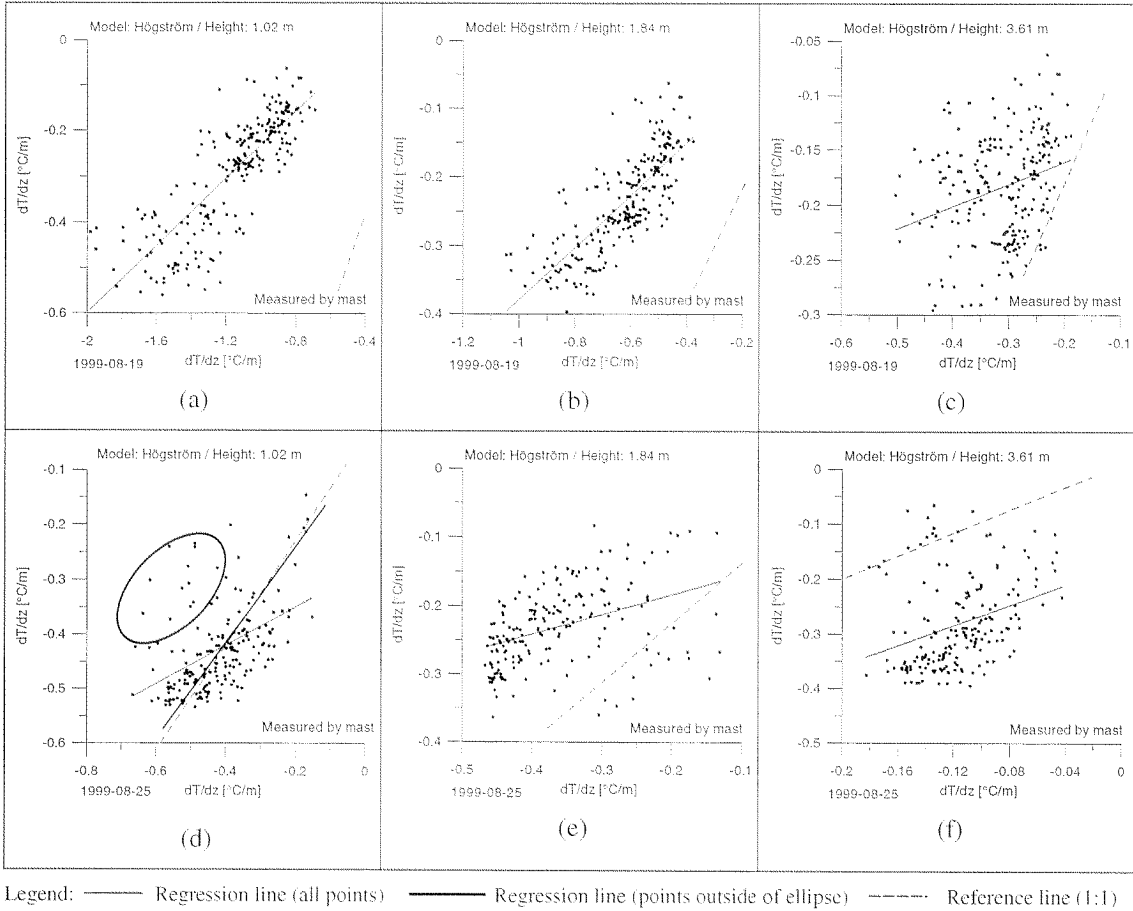 Model: Högström / Height: 1.02 m
0
-0.2
-0.4
-0.6
dT/dz [°C/m]
Measured by mast
-2 -1.6 -1.2 -0.8 -0.4
1999-08-19 dT/dz [°C/m]
(a)
Model: Högström / Height: 1.84 m
0
-0.1
-0.2
-0.3
-0.4
dT/dz [°C/m]
Measured by mast
-1.2 -1 -0.8 -0.6 -0.4 -0.2
1999-08-19 dT/dz [°C/m]
(b)
Model: Högström / Height: 3.61 m
-0.05
-0.1
-0.15
-0.2
-0.25
-0.3
dT/dz [°C/m]
Measured by mast
-0.6 -0.5 -0.4 -0.3 -0.2 -0.1
1999-08-19 dT/dz [°C/m]
(c)
Model: Högström / Height: 1.02 m
-0.1
-0.2
-0.3
-0.4
-0.5
-0.6
dT/dz [°C/m]
Measured by mast
-0.8 -0.6 -0.4 -0.2 0
1999-08-25 dT/dz [°C/m]
(d)
Model: Högström / Height: 1.84 m
0
-0.1
-0.2
-0.3
-0.4
dT/dz [°C/m]
Measured by mast
-0.5 -0.4 -0.3 -0.2 -0.1
1999-08-25 dT/dz [°C/m]
(e)
Model: Högström / Height: 3.61 m
0
-0.1
-0.2
-0.3
-0.4
-0.5
dT/dz [°C/m]
Measured by mast
-0.2 -0.16 -0.12 -0.08 -0.04 0
1999-08-25 dT/dz [°C/m]
(f)
Legend: Regression line (all points) Regression line (points outside of ellipse) Reference line (1:1)